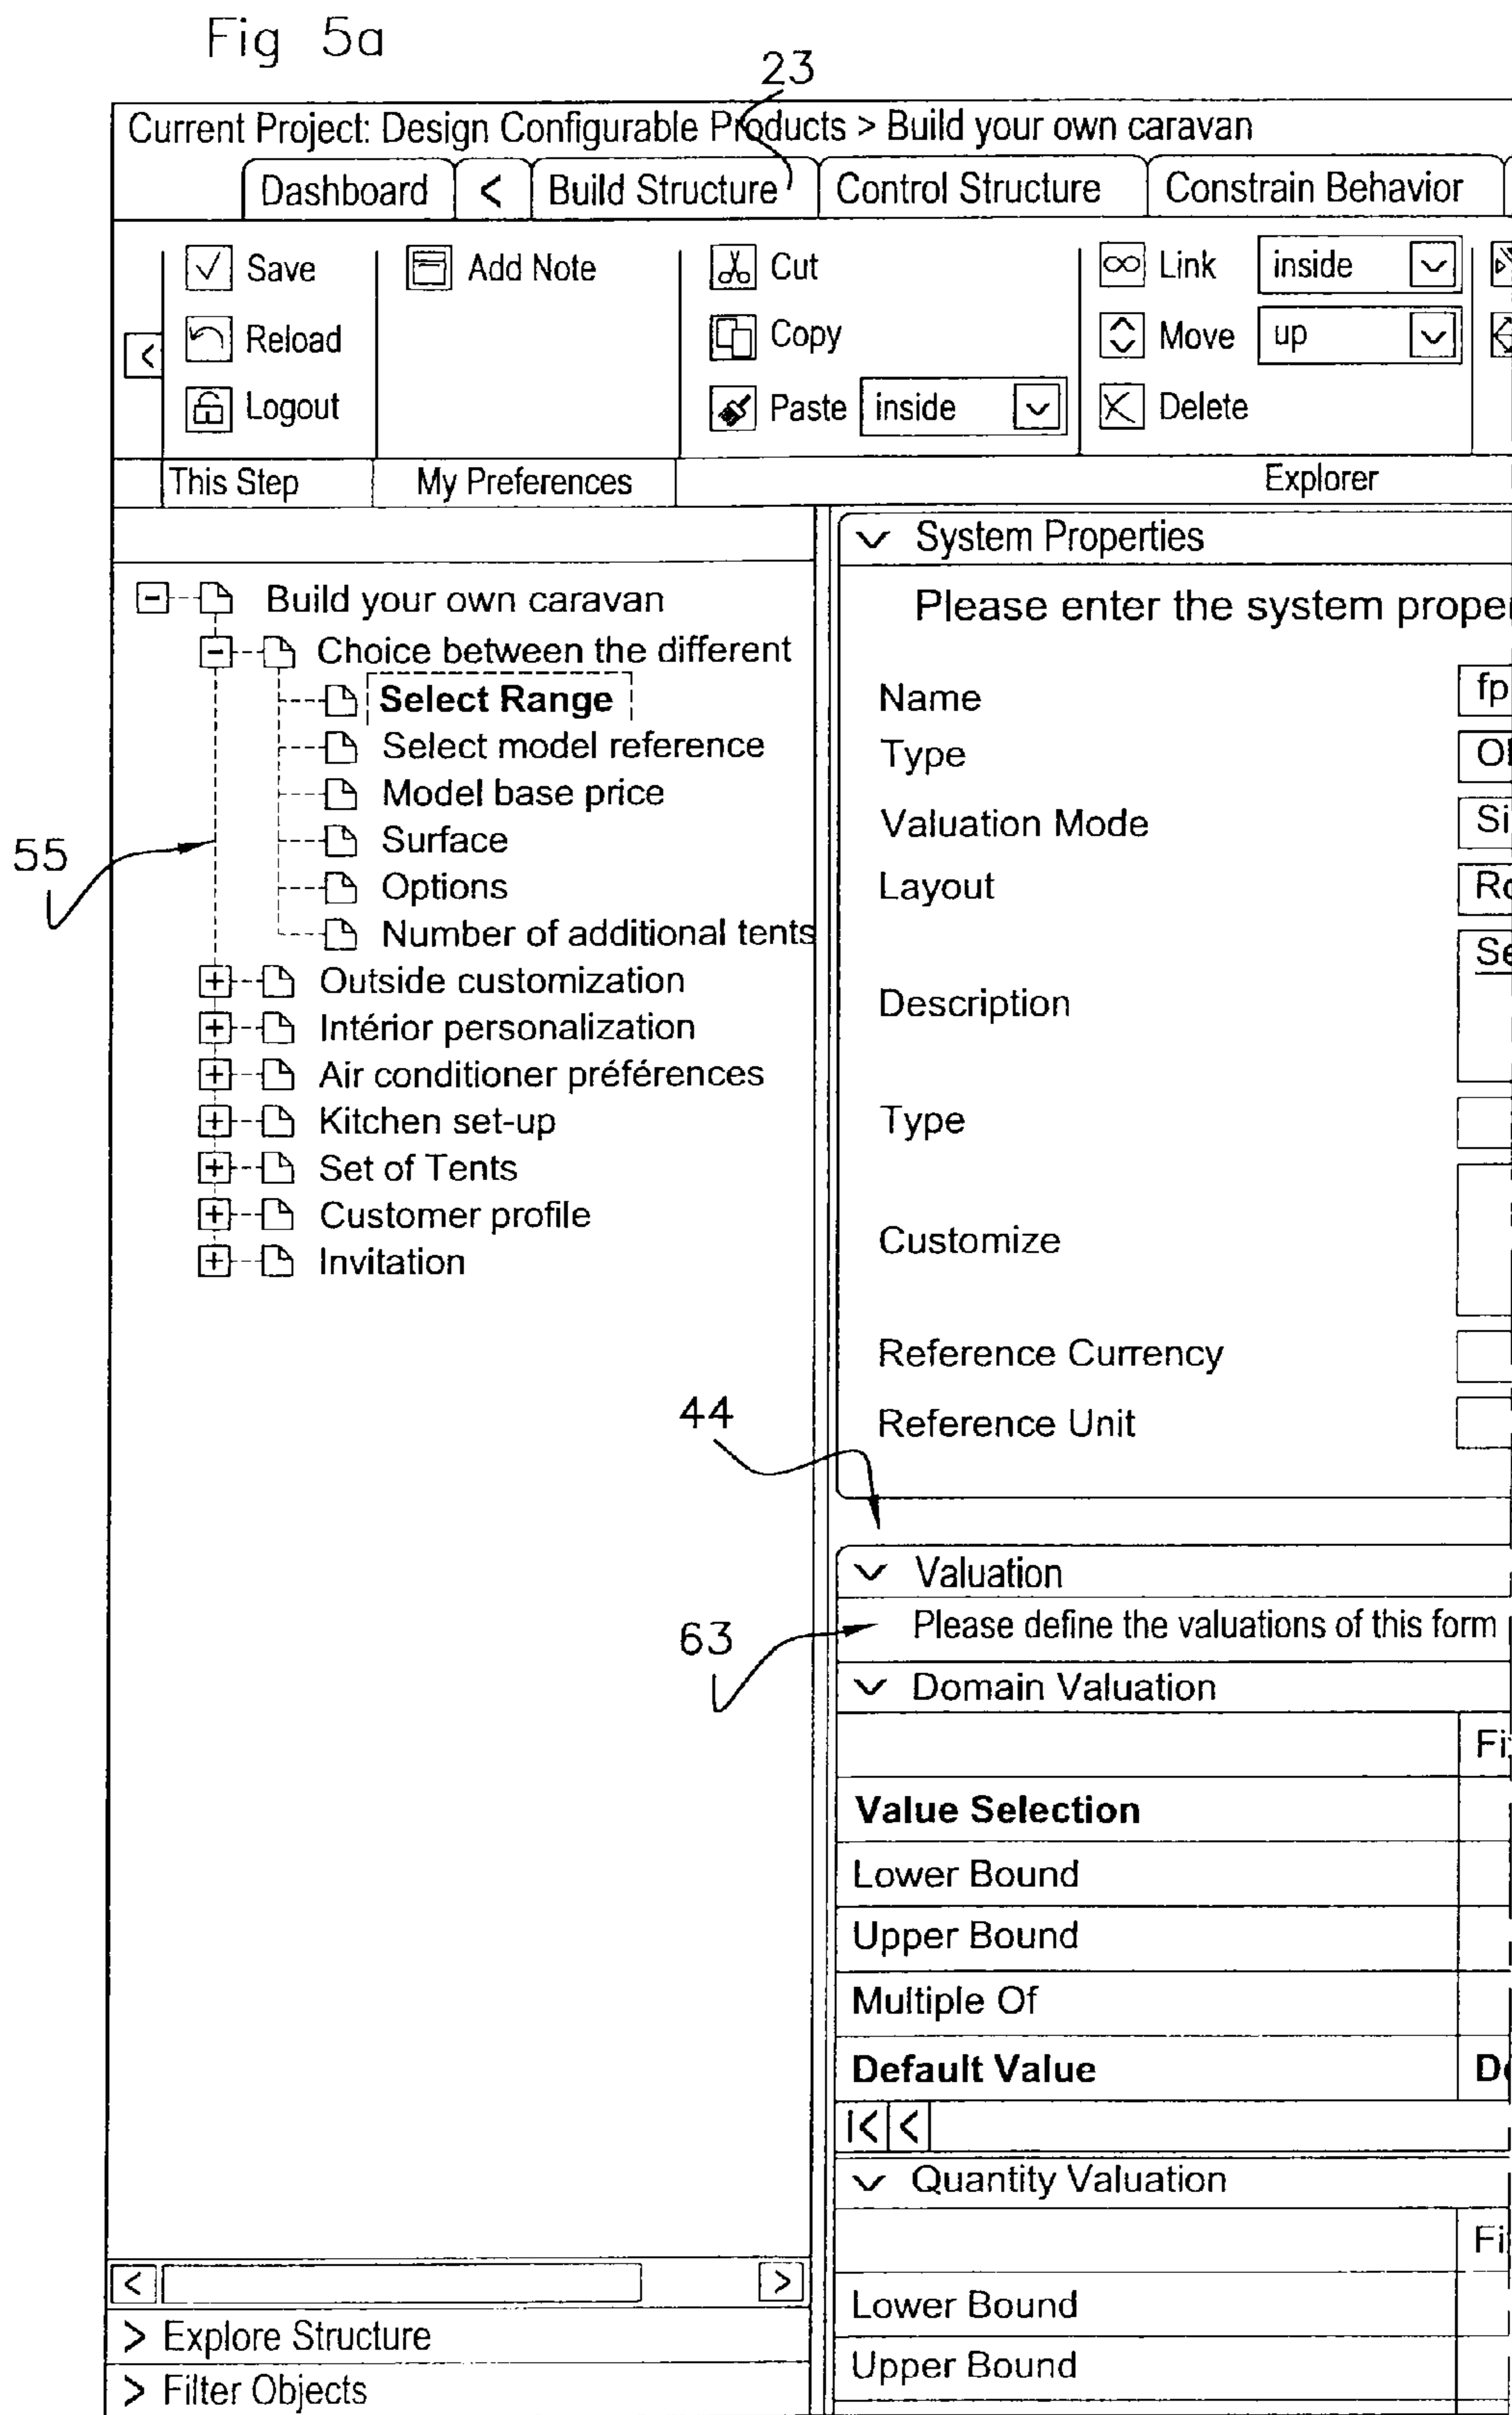 Fig 5a
23
Current Project: Design Configurable Products > Build your own caravan
Dashboard < Build Structure Control Structure Constrain Behavior
Save Add Note Cut Link inside
< Reload Copy Move up
Logout Paste inside Delete
This Step My Preferences Explorer
System Properties
Build your own caravan
Please enter the system
Choice between the different
Select Range
Select model reference
Model base price
Surface
Options
Number of additional tents
Outside customization
Intérior personalization
Air conditioner préférences
Kitchen set-up
Set of Tents
Customer profile
Invitation
55
Name fp
Type
Valuation Mode Si
Layout
Description
Type
Customize
Reference Currency
Reference Unit
44
Valuation
63
Please define the valuations of this form
Domain Valuation
Value Selection
Lower Bound
Upper Bound
Multiple Of
Default Value
I< <
Quantity Valuation
Lower Bound
Upper Bound
< >
> Explore Structure
> Filter Objects